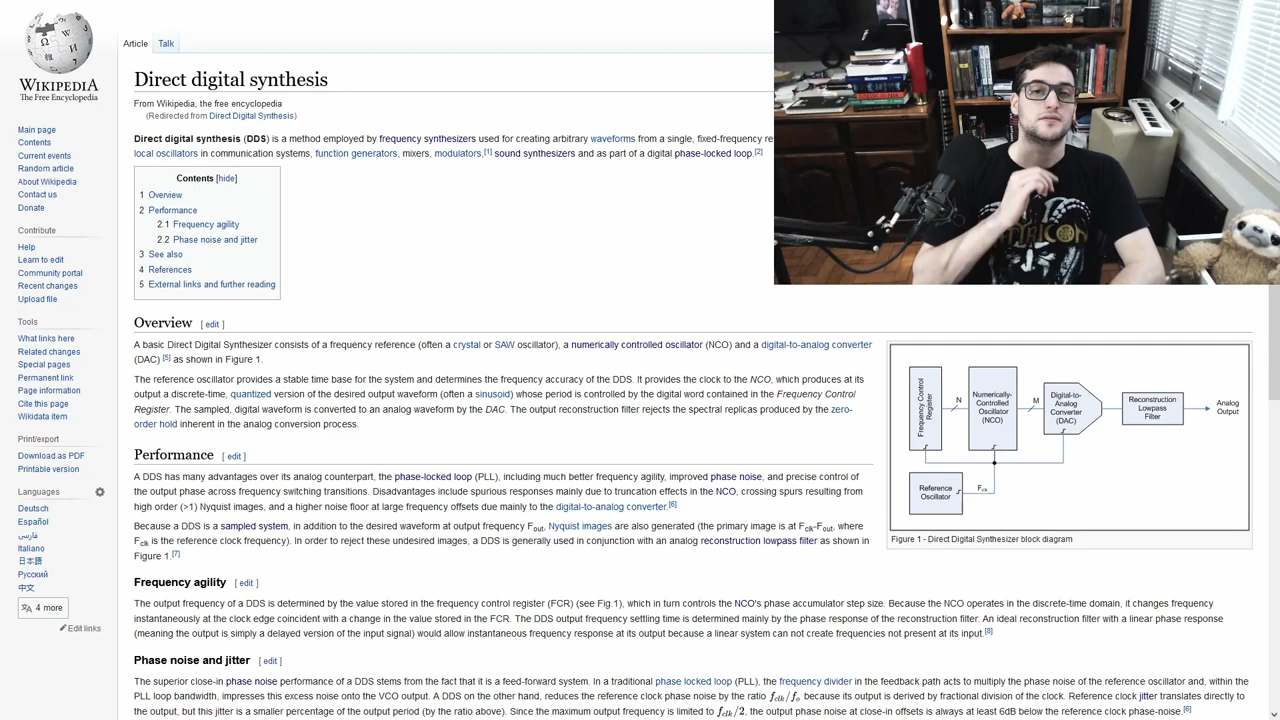 WIKIPEDIA
The Free Encyclopedia
Main page
Contents
Current events
Random article
About Wikipedia
Contact us
Donate
Contribute
Help
Learn to edit
Community portal
Recent changes
Upload file
Tools
What links here
Related changes
Special pages
Permanent link
Page information
Cite this page
Wikidata item
Print/export
Download as PDF
Printable version
Languages
Deutsch
Español
فارسی
Italiano
日本語
Русский
中文
4 more
Edit links
Article Talk
Direct digital synthesis
From Wikipedia, the free encyclopedia
(Redirected from Direct Digital Synthesis)
Direct digital synthesis (DDS) is a method employed by frequency synthesizers used for creating arbitrary waveforms from a single, fixed-frequency re
local oscillators in communication systems, function generators, mixers, modulators,[1] sound synthesizers and as part of a digital phase-locked loop.[2]
Contents [hide]
1 Overview
2 Performance
2.1 Frequency agility
2.2 Phase noise and jitter
3 See also
4 References
5 External links and further reading
Overview [ edit ]
A basic Direct Digital Synthesizer consists of a frequency reference (often a crystal or SAW oscillator), a numerically controlled oscillator (NCO) and a digital-to-analog converter
(DAC) [5] as shown in Figure 1.
The reference oscillator provides a stable time base for the system and determines the frequency accuracy of the DDS. It provides the clock to the NCO, which produces at its
output a discrete-time, quantized version of the desired output waveform (often a sinusoid) whose period is controlled by the digital word contained in the Frequency Control
Register. The sampled, digital waveform is converted to an analog waveform by the DAC. The output reconstruction filter rejects the spectral replicas produced by the zero-
order hold inherent in the analog conversion process.
Frequency Control
Register
N
Numerically-
Controlled
Oscillator
(NCO)
M
Digital-to-
Analog
Converter
(DAC)
Reconstruction
Lowpass
Filter
Analog
Output
Reference
Oscillator
Fclk
Figure 1 - Direct Digital Synthesizer block diagram
Performance [ edit ]
A DDS has many advantages over its analog counterpart, the phase-locked loop (PLL), including much better frequency agility, improved phase noise, and precise control of
the output phase across frequency switching transitions. Disadvantages include spurious responses mainly due to truncation effects in the NCO, crossing spurs resulting from
high order (>1) Nyquist images, and a higher noise floor at large frequency offsets due mainly to the digital-to-analog converter.[6]
Because a DDS is a sampled system, in addition to the desired waveform at output frequency Fout, Nyquist images are also generated (the primary image is at Fclk-Fout, where
Fclk is the reference clock frequency). In order to reject these undesired images, a DDS is generally used in conjunction with an analog reconstruction lowpass filter as shown in
Figure 1.[7]
Frequency agility [ edit ]
The output frequency of a DDS is determined by the value stored in the frequency control register (FCR) (see Fig.1), which in turn controls the NCO's phase accumulator step size. Because the NCO operates in the discrete-time domain, it changes frequency
instantaneously at the clock edge coincident with a change in the value stored in the FCR. The DDS output frequency settling time is determined mainly by the phase response of the reconstruction filter. An ideal reconstruction filter with a linear phase response
(meaning the output is simply a delayed version of the input signal) would allow instantaneous frequency response at its output because a linear system can not create frequencies not present at its input.[8]
Phase noise and jitter [ edit ]
The superior close-in phase noise performance of a DDS stems from the fact that it is a feed-forward system. In a traditional phase locked loop (PLL), the frequency divider in the feedback path acts to multiply the phase noise of the reference oscillator and, within the
PLL loop bandwidth, impresses this excess noise onto the VCO output. A DDS on the other hand, reduces the reference clock phase noise by the ratio fclk/fo because its output is derived by fractional division of the clock. Reference clock jitter translates directly to
the output, but this jitter is a smaller percentage of the output period (by the ratio above). Since the maximum output frequency is limited to fclk/2, the output phase noise at close-in offsets is always at least 6dB below the reference clock phase-noise.[6]